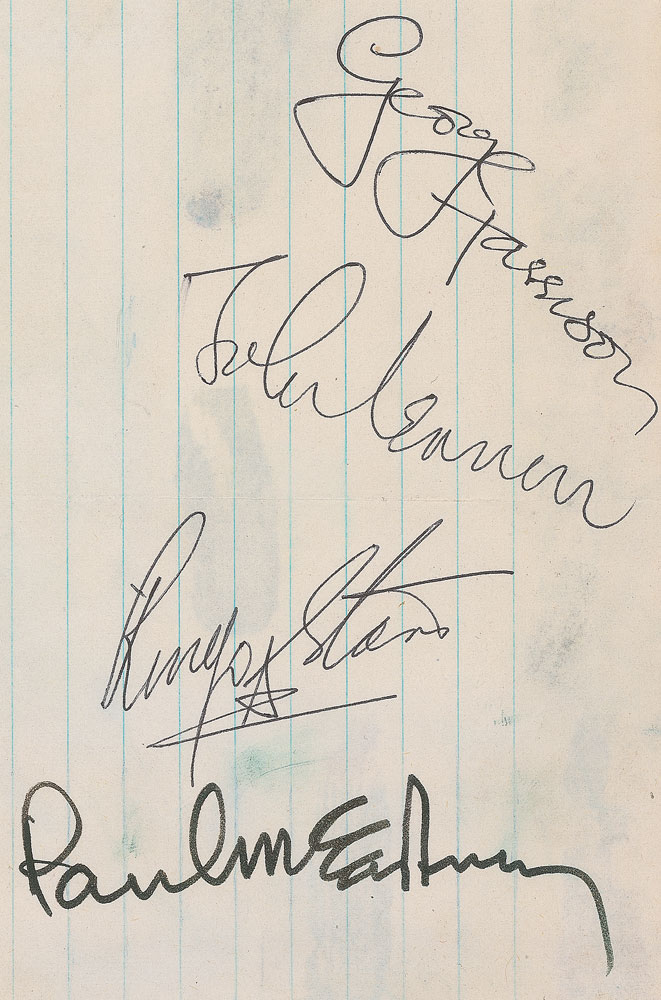 George Harrison
John Lennon
Ringo Starr
Paul McCartney